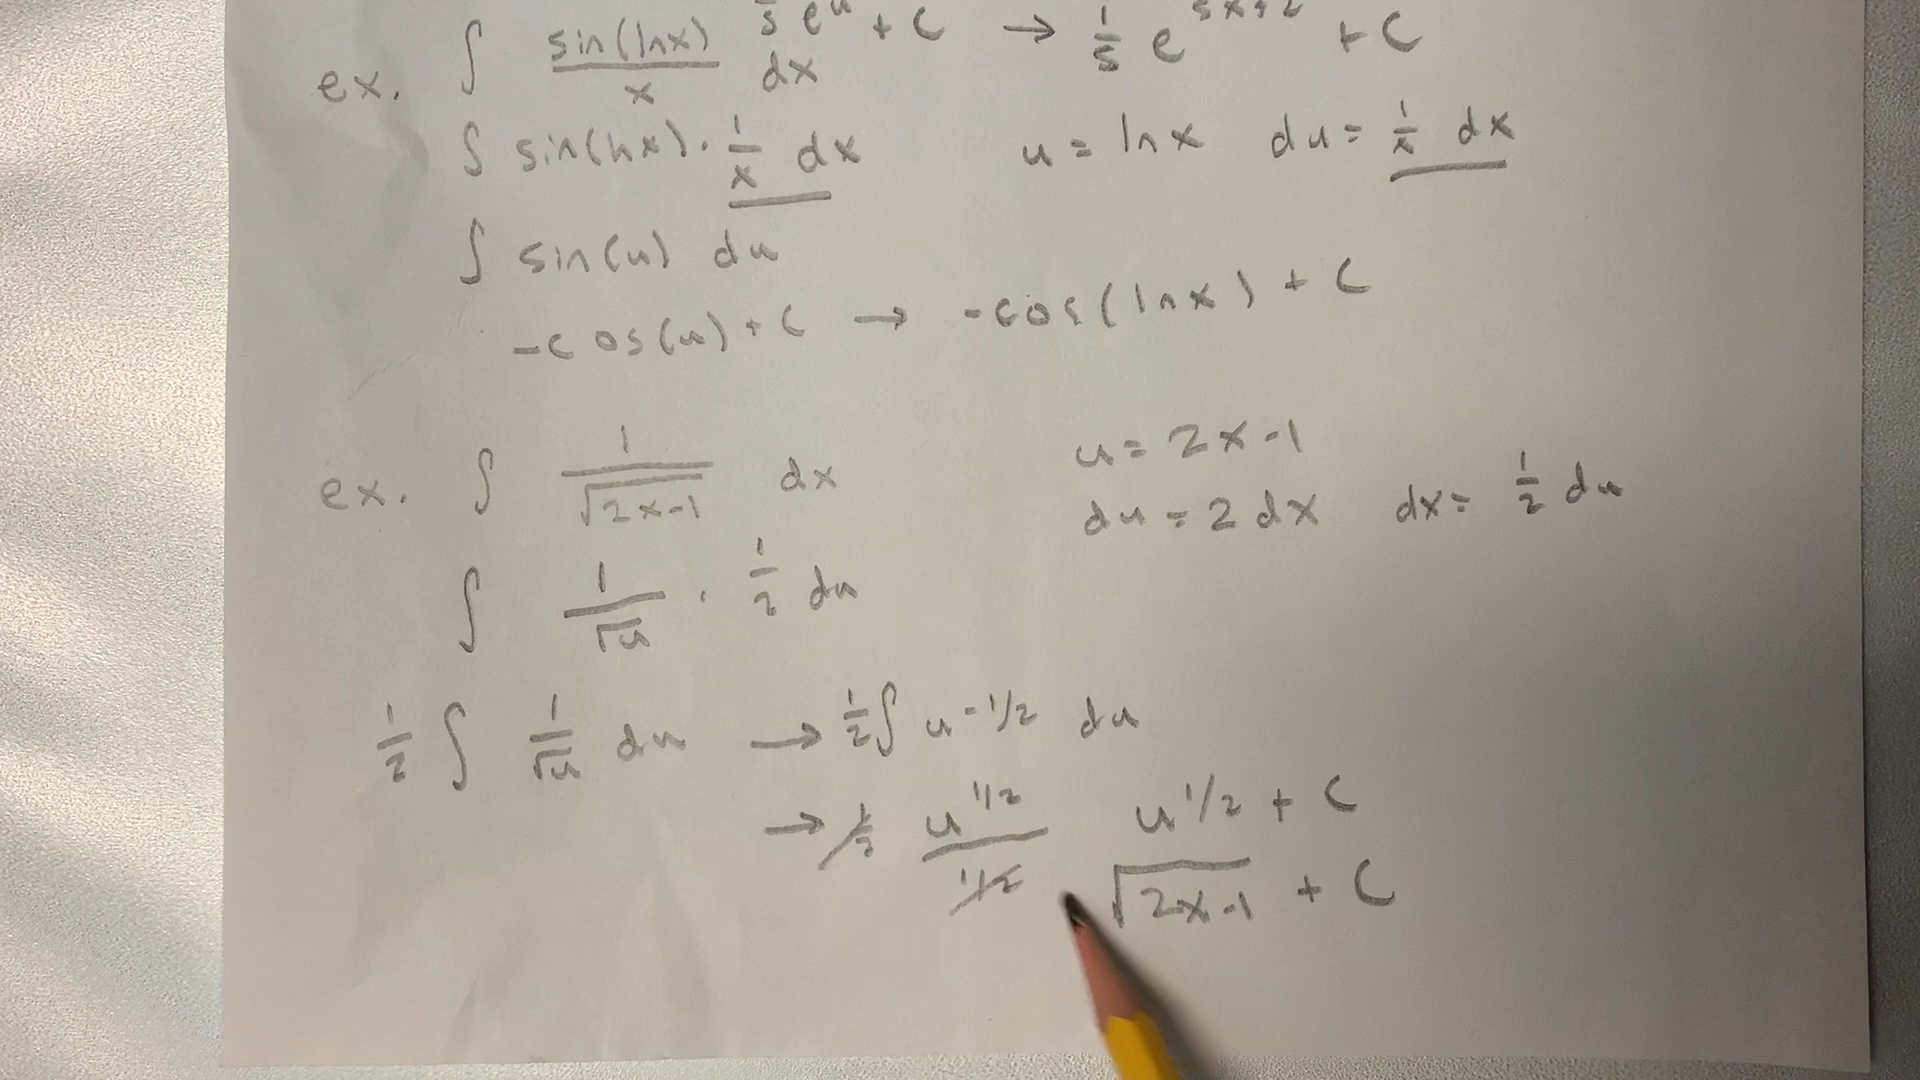 1/5 e^u + C → 1/5 e^(5x+2) + C
ex. ∫ sin(lnx)/x dx
∫ sin(lnx) · 1/x dx u = lnx du = 1/x dx
∫ sin(u) du
-cos(u) + C → -cos(lnx) + C
ex. ∫ 1/√(2x-1) dx u = 2x-1
du = 2dx dx = 1/2 du
∫ 1/√u · 1/2 du
1/2 ∫ 1/√u du → 1/2 ∫ u^(-1/2) du
→ 1/2 u^(1/2)/(1/2) u^(1/2) + C
√(2x-1) + C